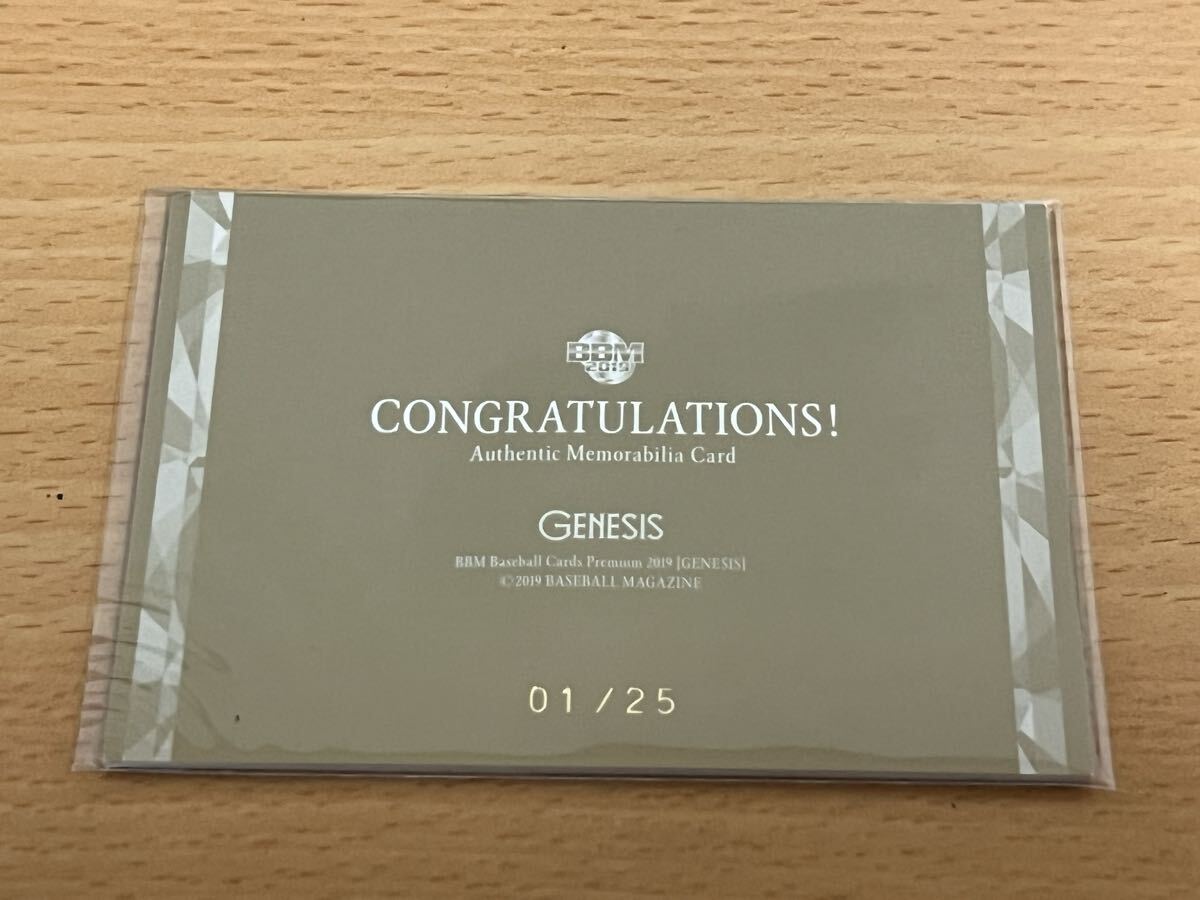 BBM
2019
CONGRATULATIONS!
Authentic Memorabilia Card
GENESIS
BBM Baseball Cards Premium 2019 [GENESIS]
©2019 BASEBALL MAGAZINE
01/25